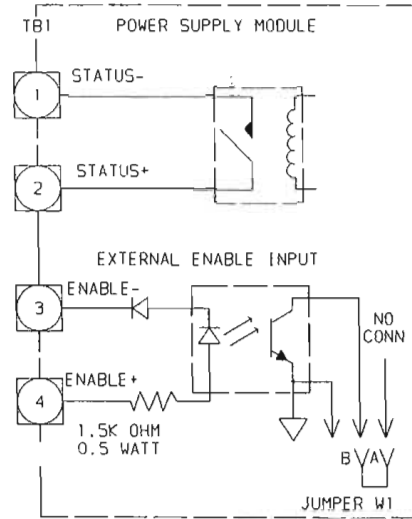 TB1 POWER SUPPLY MODULE
STATUS-
1
STATUS+
2
EXTERNAL ENABLE INPUT
ENABLE-
3
NO
CONN
ENABLE+
4
1.5K OHM
0.5 WATT
B A
JUMPER W1